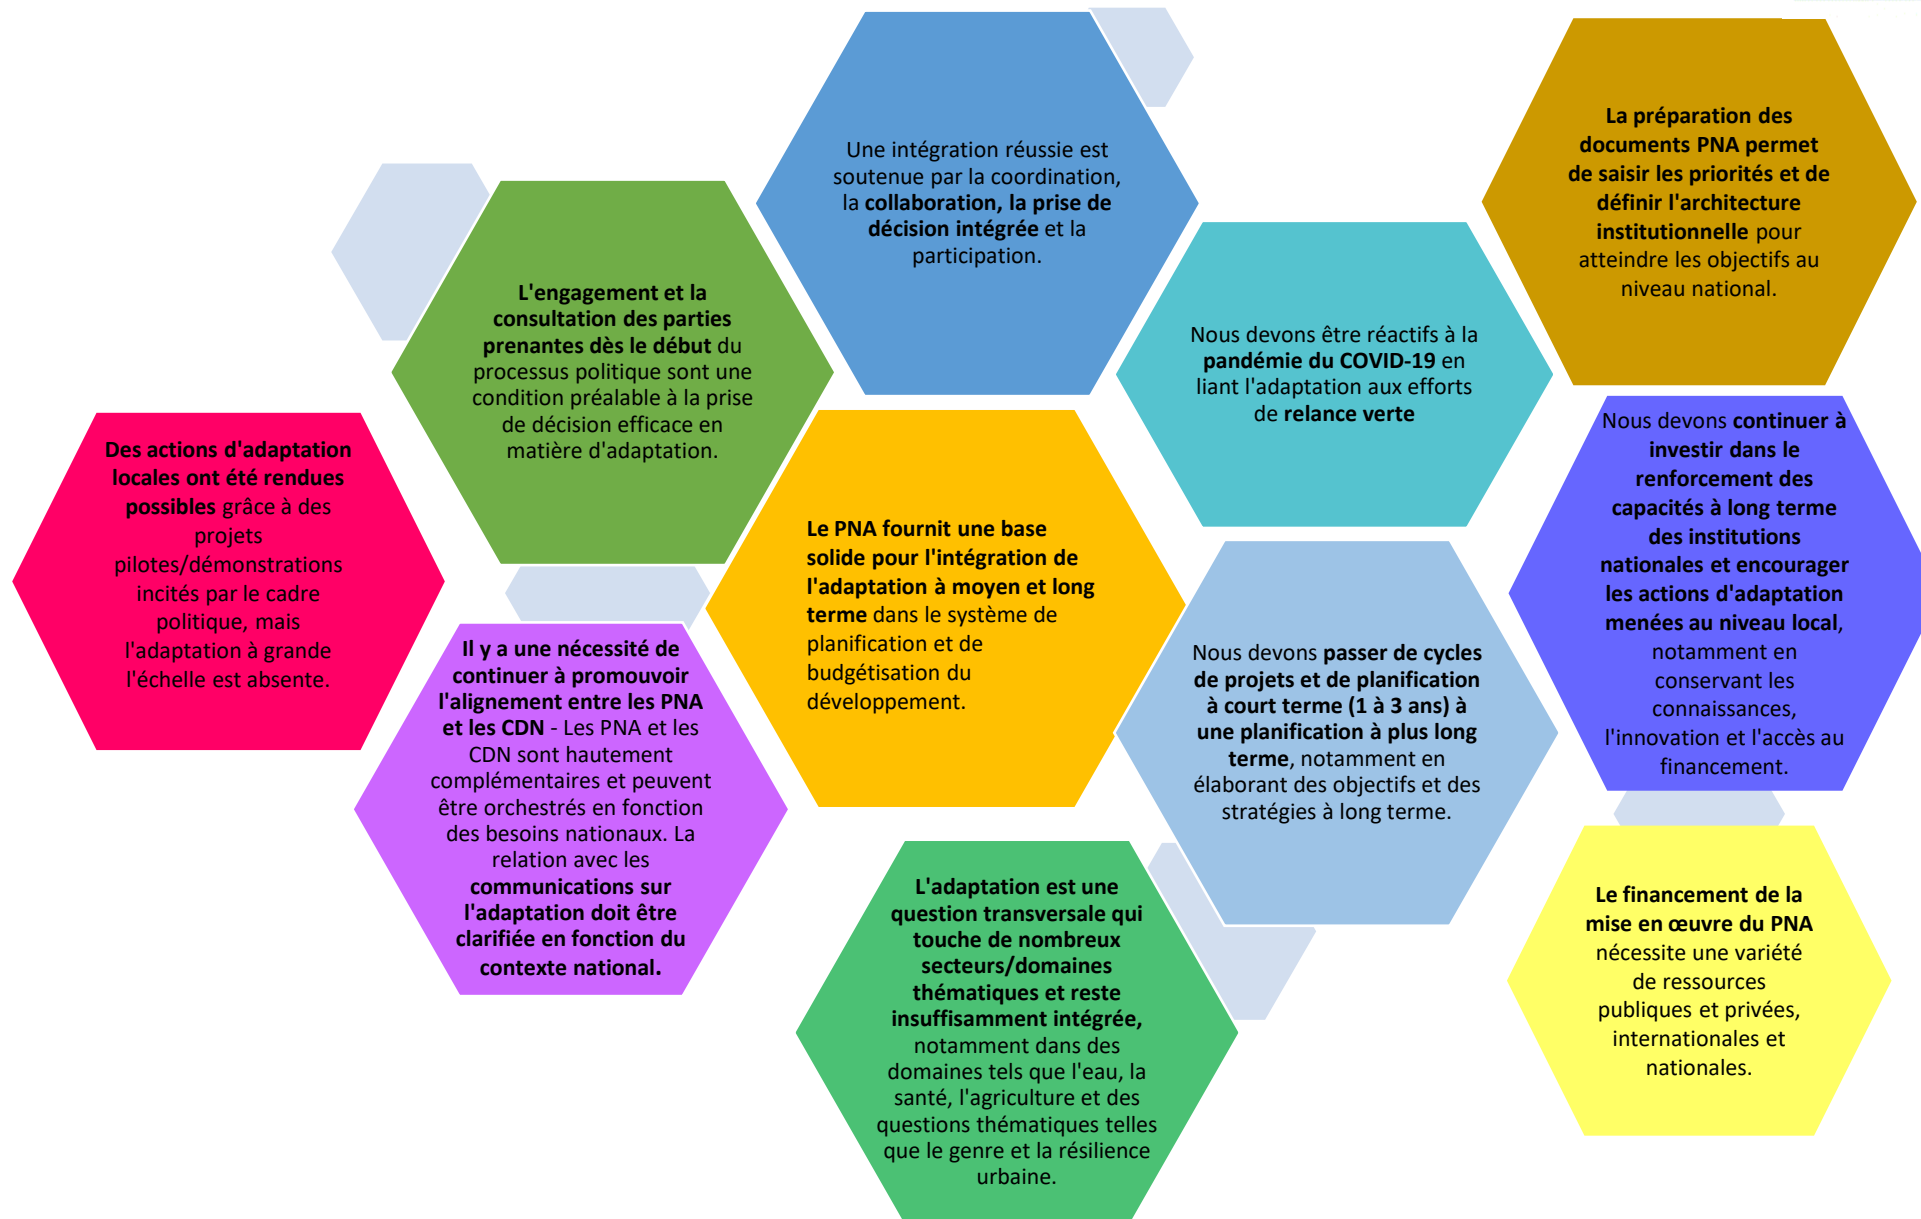 Une intégration réussie est
soutenue par la coordination,
la collaboration, la prise de
décision intégrée et la
participation.
La préparation des
documents PNA permet
de saisir les priorités et de
définir l'architecture
institutionnelle pour
atteindre les objectifs au
niveau national.
L'engagement et la
consultation des parties
prenantes dès le début du
processus politique sont une
condition préalable à la prise
de décision efficace en
matière d'adaptation.
Nous devons être réactifs à la
pandémie du COVID-19 en
liant l'adaptation aux efforts
de relance verte
Des actions d'adaptation
locales ont été rendues
possibles grâce à des
projets
pilotes/démonstrations
incités par le cadre
politique, mais
l'adaptation à grande
l'échelle est absente.
Le PNA fournit une base
solide pour l'intégration de
l'adaptation à moyen et long
terme dans le système de
planification et de
budgétisation du
développement.
Nous devons continuer à
investir dans le
renforcement des
capacités à long terme
des institutions
nationales et encourager
les actions d'adaptation
menées au niveau local,
notamment en
conservant les
connaissances,
l'innovation et l'accès au
financement.
Il y a une nécessité de
continuer à promouvoir
l'alignement entre les PNA
et les CDN - Les PNA et les
CDN sont hautement
complémentaires et peuvent
être orchestrés en fonction
des besoins nationaux. La
relation avec les
communications sur
l'adaptation doit être
clarifiée en fonction du
contexte national.
Nous devons passer de cycles
de projets et de planification
à court terme (1 à 3 ans) à
une planification à plus long
terme, notamment en
élaborant des objectifs et des
stratégies à long terme.
L'adaptation est une
question transversale qui
touche de nombreux
secteurs/domaines
thématiques et reste
insuffisamment intégrée,
notamment dans des
domaines tels que l'eau, la
santé, l'agriculture et des
questions thématiques telles
que le genre et la résilience
urbaine.
Le financement de la
mise en œuvre du PNA
nécessite une variété
de ressources
publiques et privées,
internationales et
nationales.